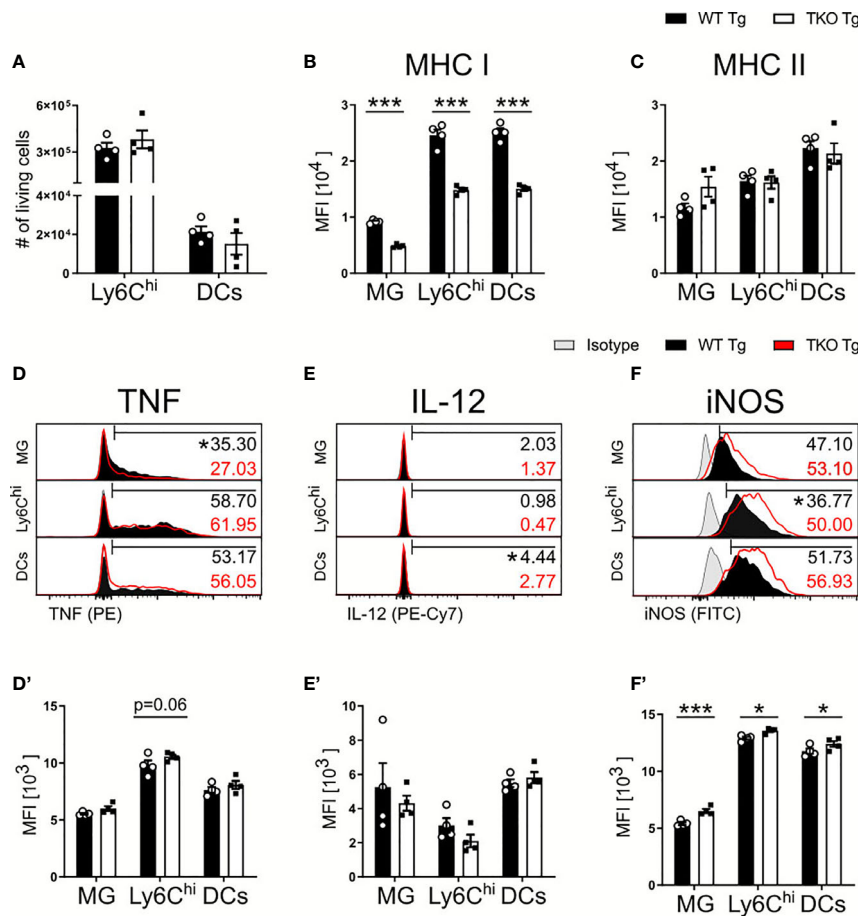 WT Tg TKO Tg
A
B
C
MHC I
MHC II
# of living cells
6×10⁵
3×10⁵
4×10⁴
2×10⁴
0
Ly6Cʰⁱ DCs
MFI [10⁴]
3
2
1
0
*** *** ***
MG Ly6Cʰⁱ DCs
MFI [10⁴]
3
2
1
0
MG Ly6Cʰⁱ DCs
Isotype WT Tg TKO Tg
D
E
F
TNF
IL-12
iNOS
MG
*35.30
27.03
Ly6Cʰⁱ
58.70
61.95
DCs
53.17
56.05
TNF (PE)
MG
2.03
1.37
Ly6Cʰⁱ
0.98
0.47
DCs
*4.44
2.77
IL-12 (PE-Cy7)
MG
47.10
53.10
Ly6Cʰⁱ
*36.77
50.00
DCs
51.73
56.93
iNOS (FITC)
D'
E'
F'
MFI [10³]
15
10
5
0
p=0.06
MG Ly6Cʰⁱ DCs
MFI [10³]
10
8
6
4
2
0
MG Ly6Cʰⁱ DCs
MFI [10³]
15
10
5
0
*** * *
MG Ly6Cʰⁱ DCs